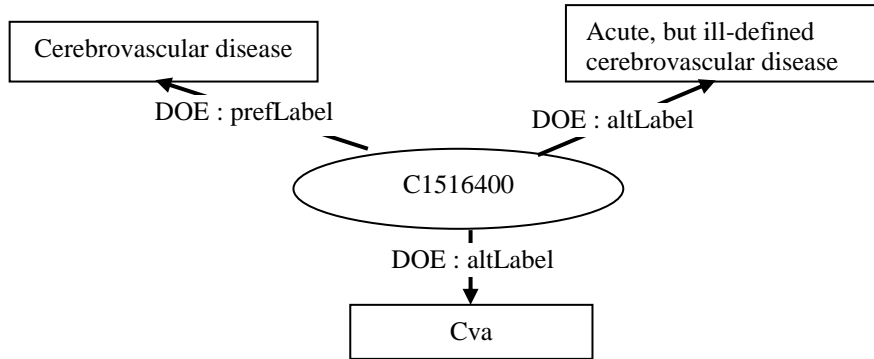 Cerebrovascular disease
Acute, but ill-defined
cerebrovascular disease
DOE : prefLabel
DOE : altLabel
C1516400
DOE : altLabel
Cva